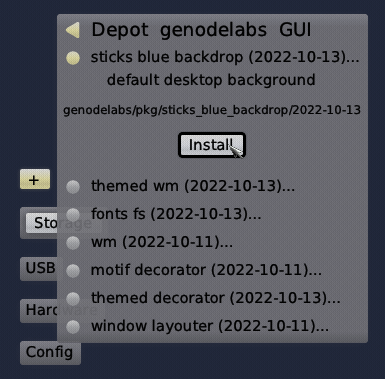 Depot genodelabs GUI
sticks blue backdrop (2022-10-13)...
default desktop background
genodelabs/pkg/sticks_blue_backdrop/2022-10-13
Install
+
themed wm (2022-10-13)...
fonts fs (2022-10-13)...
Storage
wm (2022-10-11)...
USB
motif decorator (2022-10-11)...
themed decorator (2022-10-13)...
Hardware
window layouter (2022-10-11)...
Config